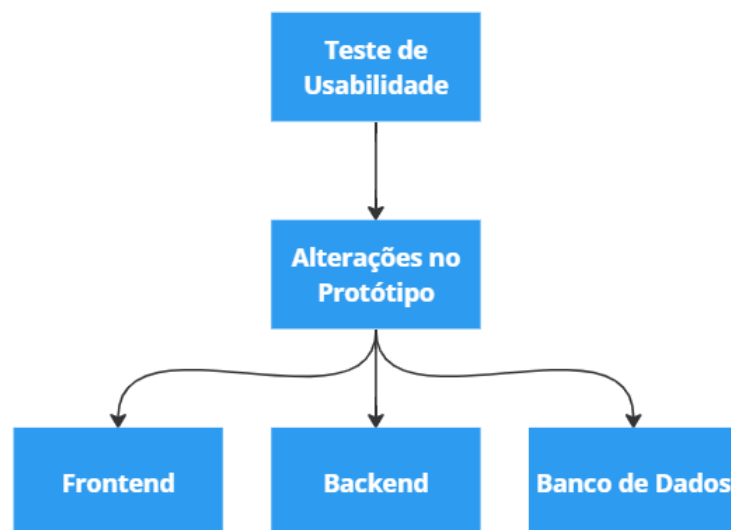 Teste de
Usabilidade
Alterações no
Protótipo
Frontend
Backend
Banco de Dados